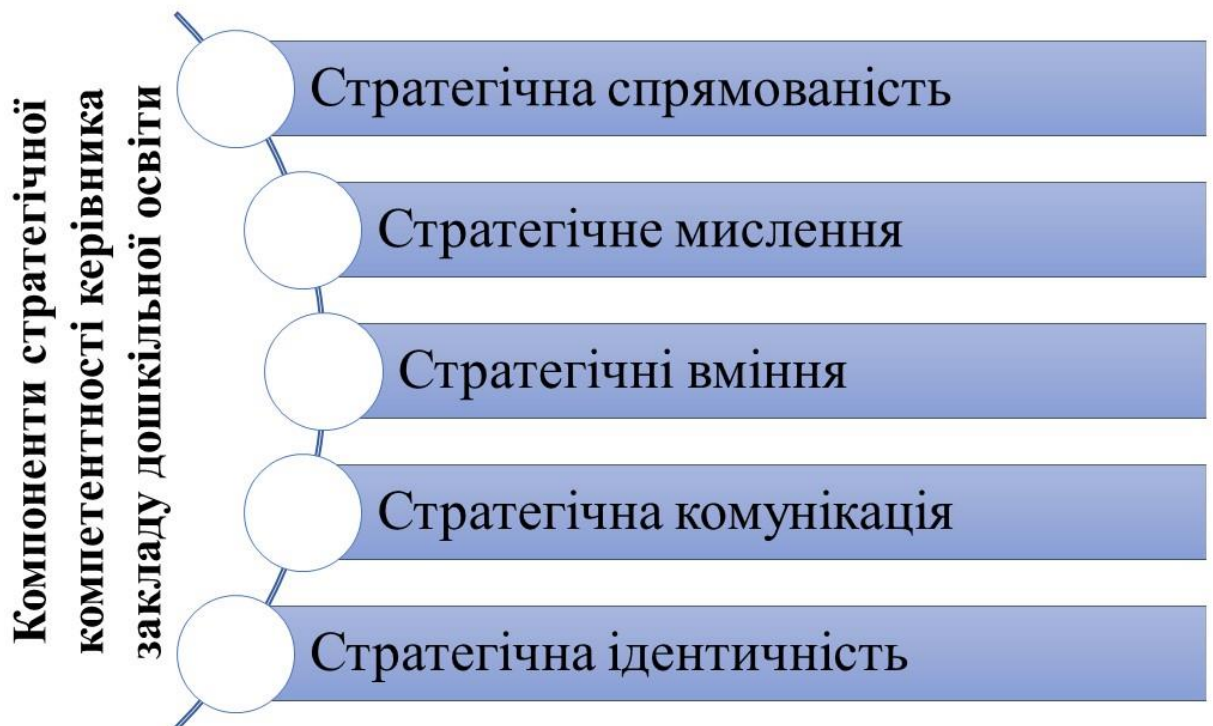 Компоненти стратегічної
компетентності керівника
закладу дошкільної освіти
Стратегічна спрямованість
Стратегічне мислення
Стратегічні вміння
Стратегічна комунікація
Стратегічна ідентичність